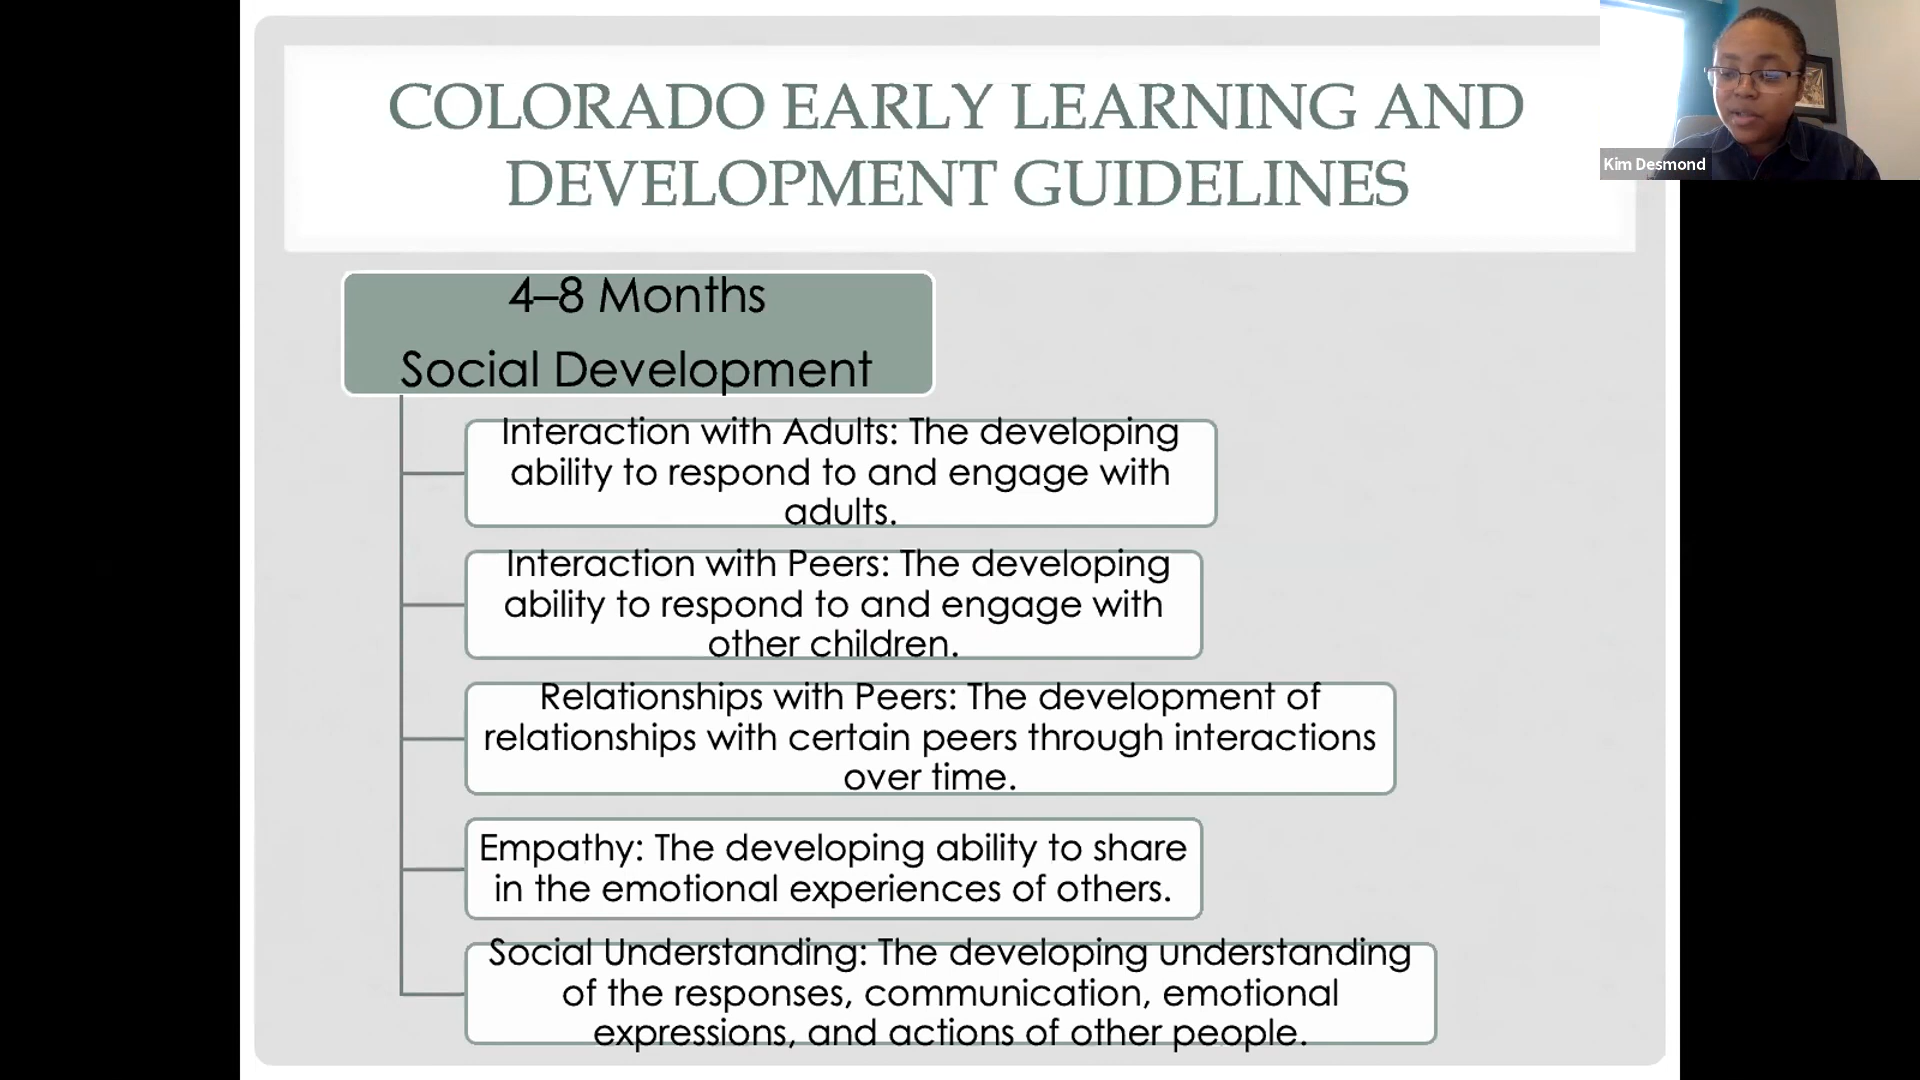 COLORADO EARLY LEARNING AND
DEVELOPMENT GUIDELINES
Kim Desmond
4–8 Months
Social Development
Interaction with Adults: The developing
ability to respond to and engage with
adults.
Interaction with Peers: The developing
ability to respond to and engage with
other children.
Relationships with Peers: The development of
relationships with certain peers through interactions
over time.
Empathy: The developing ability to share
in the emotional experiences of others.
Social Understanding: The developing understanding
of the responses, communication, emotional
expressions, and actions of other people.